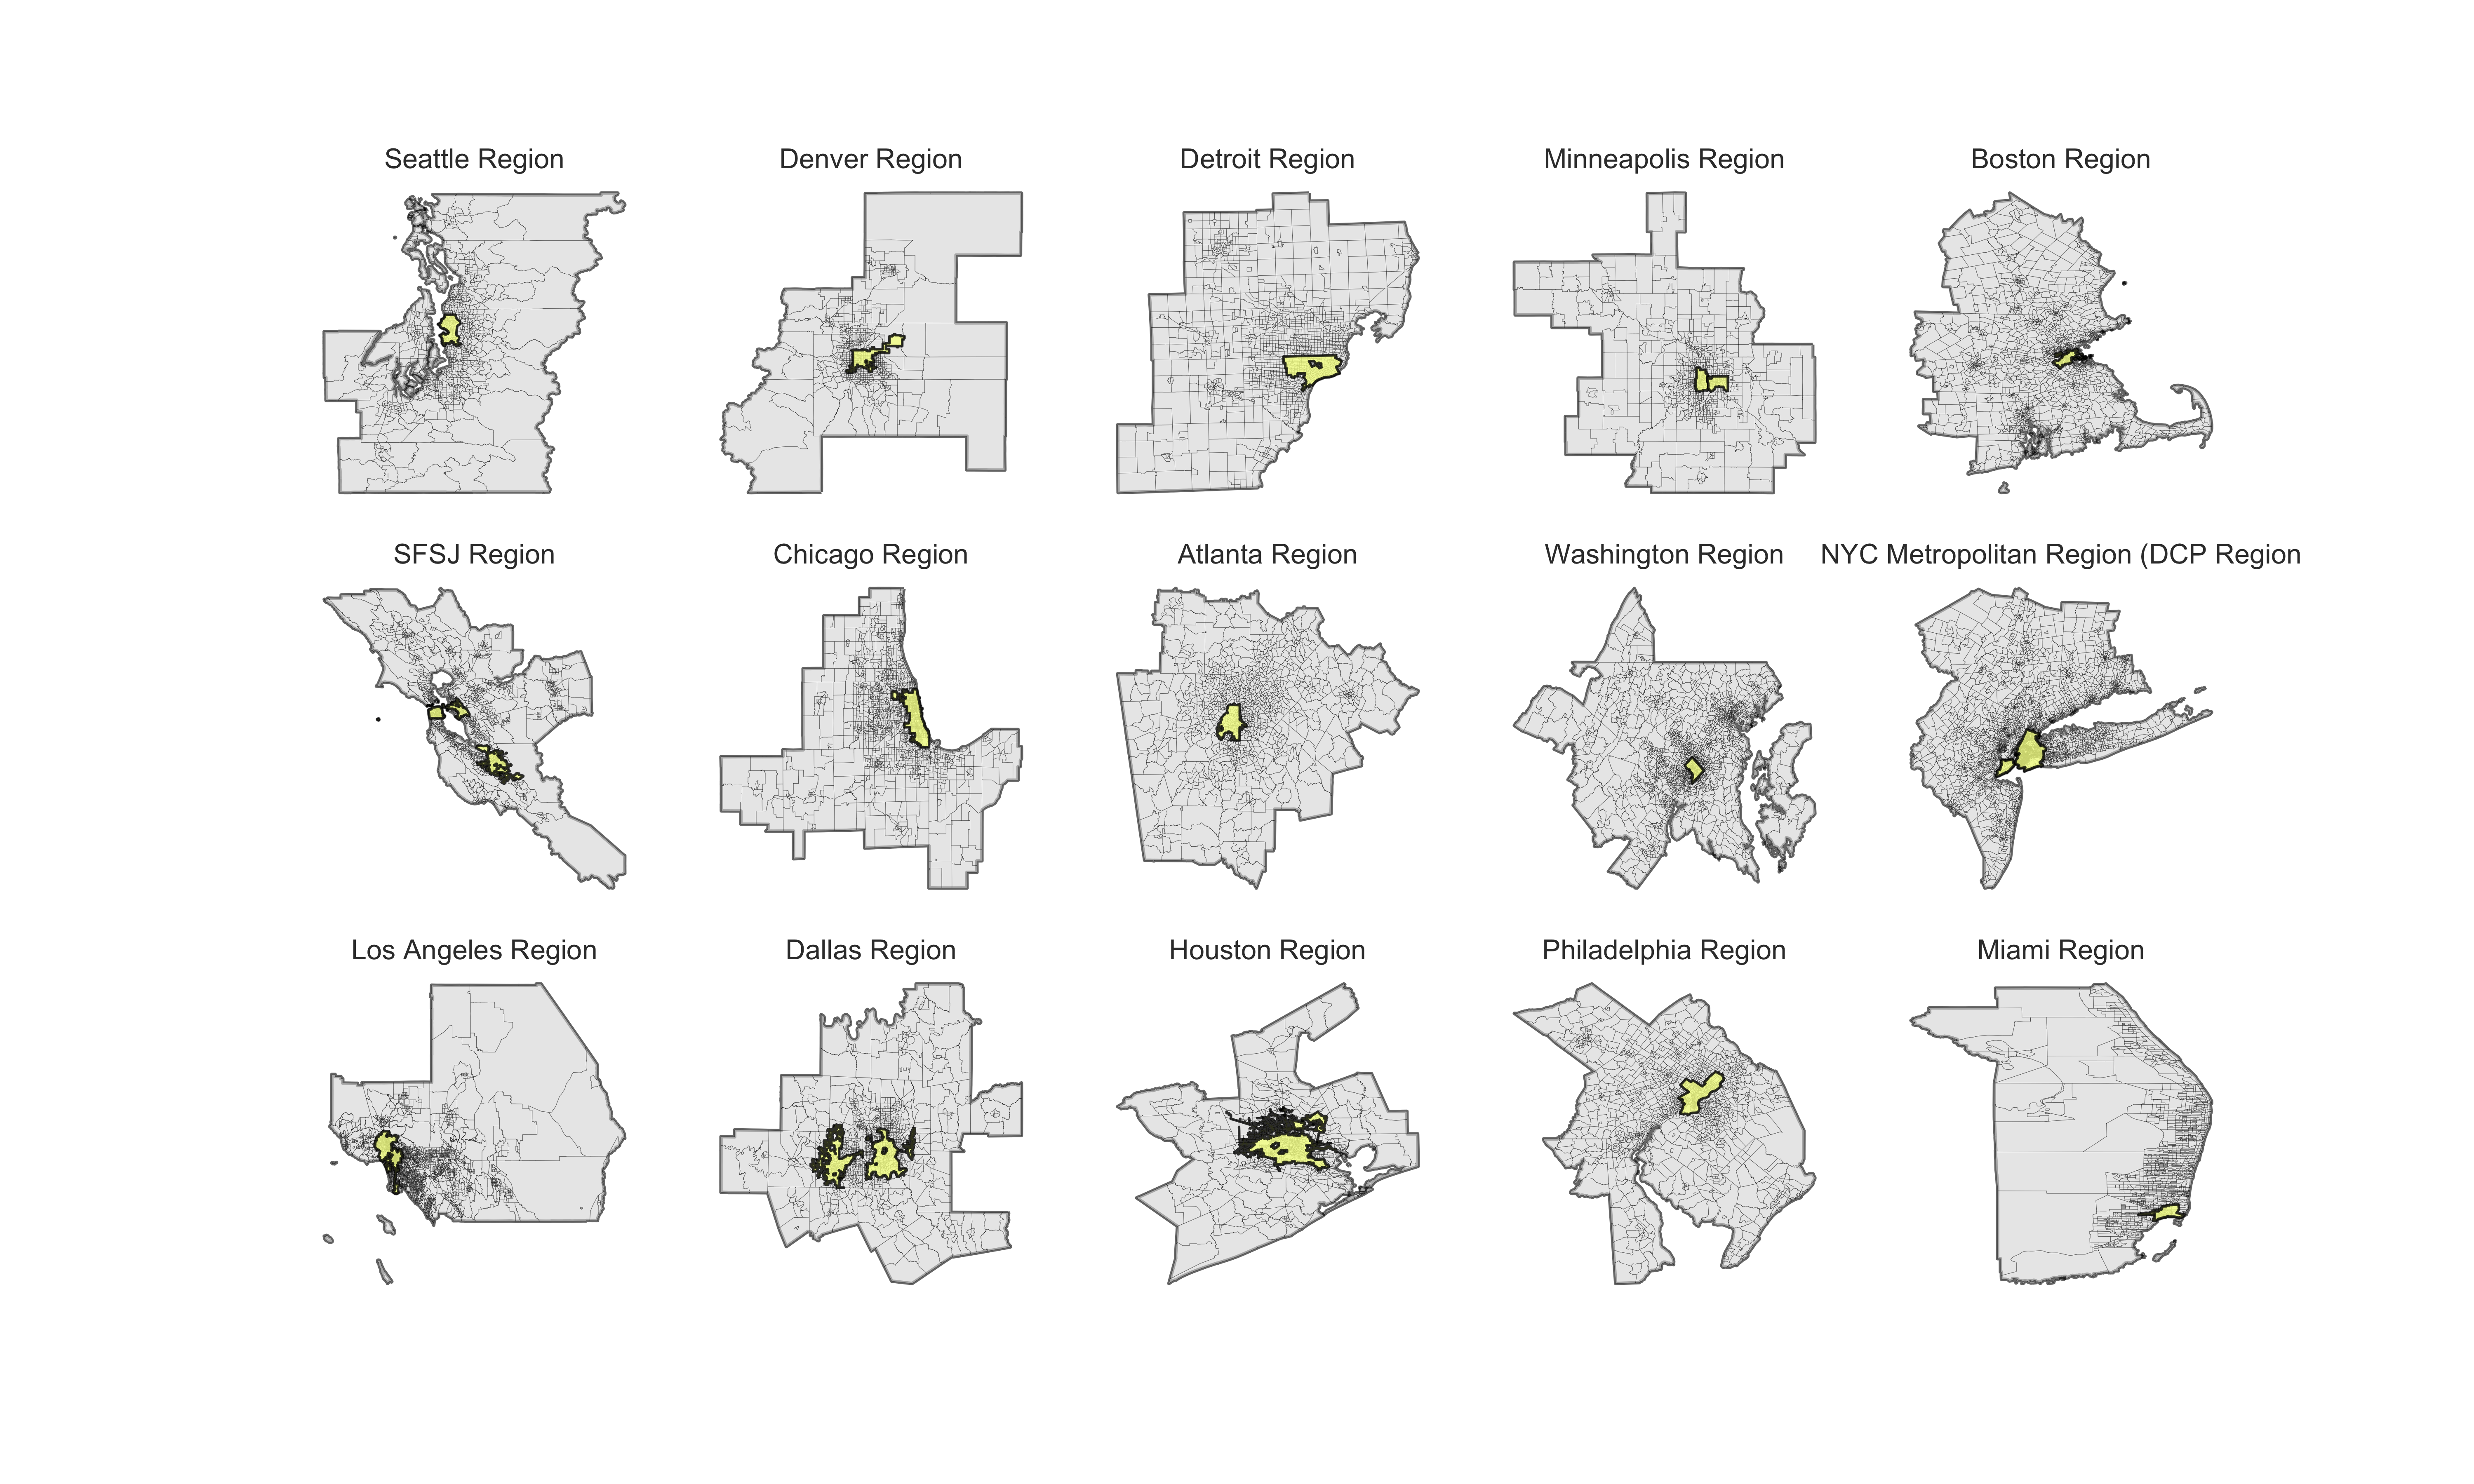 Seattle Region
Denver Region
Detroit Region
Minneapolis Region
Boston Region
SFSJ Region
Chicago Region
Atlanta Region
Washington Region
NYC Metropolitan Region (DCP Region
Los Angeles Region
Dallas Region
Houston Region
Philadelphia Region
Miami Region